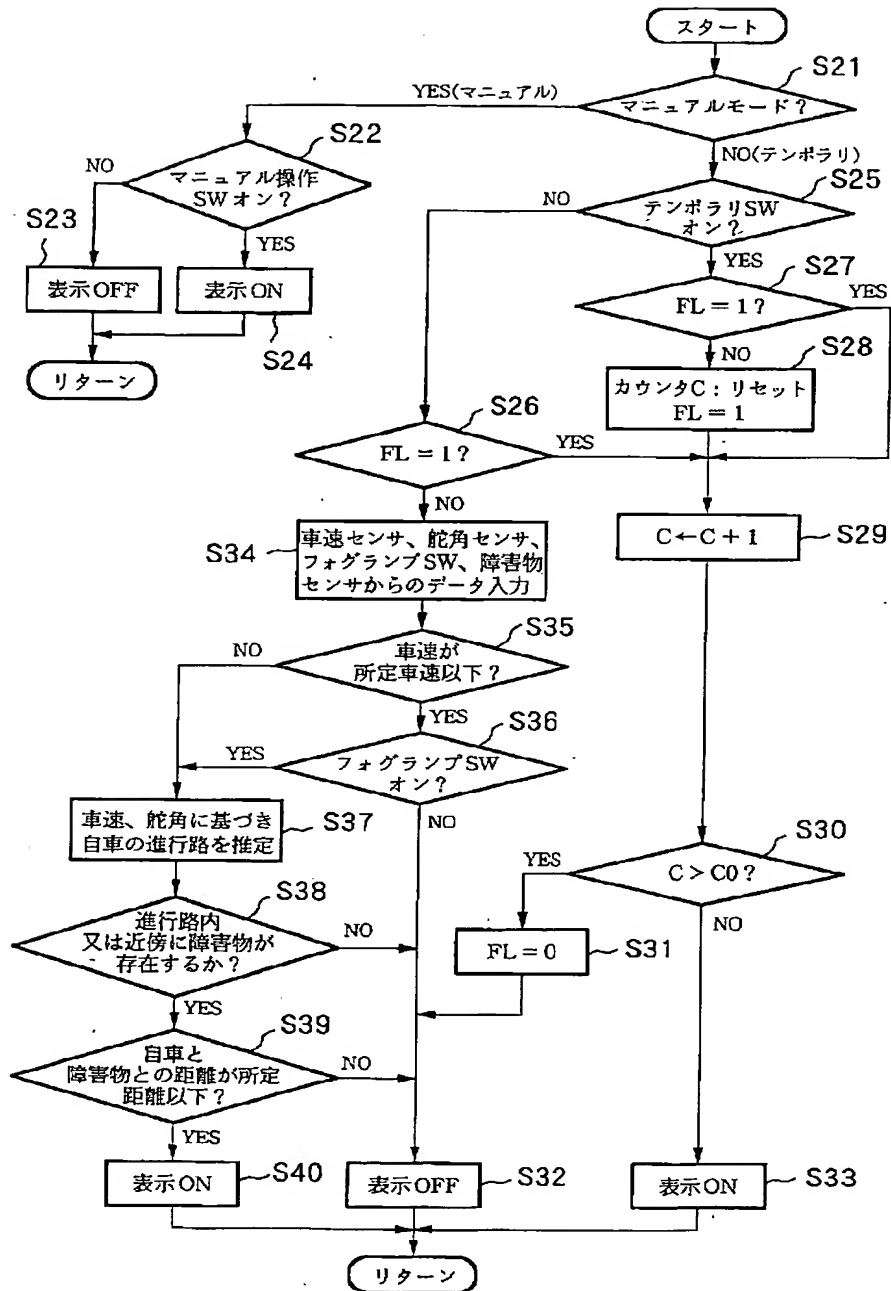 スタート
S21
YES(マニュアル)
マニュアルモード?
S22
NO(テンポラリ)
S25
NO
マニュアル操作
SWオン?
NO
テンポラリSW
オン?
S23
YES
YES
S27
表示OFF
表示ON
FL=1?
YES
S24
NO
S28
リターン
カウンタC:リセット
FL=1
S26
FL=1?
YES
NO
C←C+1
S29
S34
車速センサ、舵角センサ、
フォグランプSW、障害物
センサからのデータ入力
S35
NO
車速が
所定車速以下?
YES
S36
YES
フォグランプSW
オン?
車速、舵角に基づき
自車の進行路を推定
S37
NO
S30
YES
C>C0?
S38
進行路内
又は近傍に障害物が
存在するか?
NO
NO
FL=0
S31
YES
S39
自車と
障害物との距離が所定
距離以下?
NO
YES
表示ON
S40
表示OFF
S32
表示ON
S33
リターン